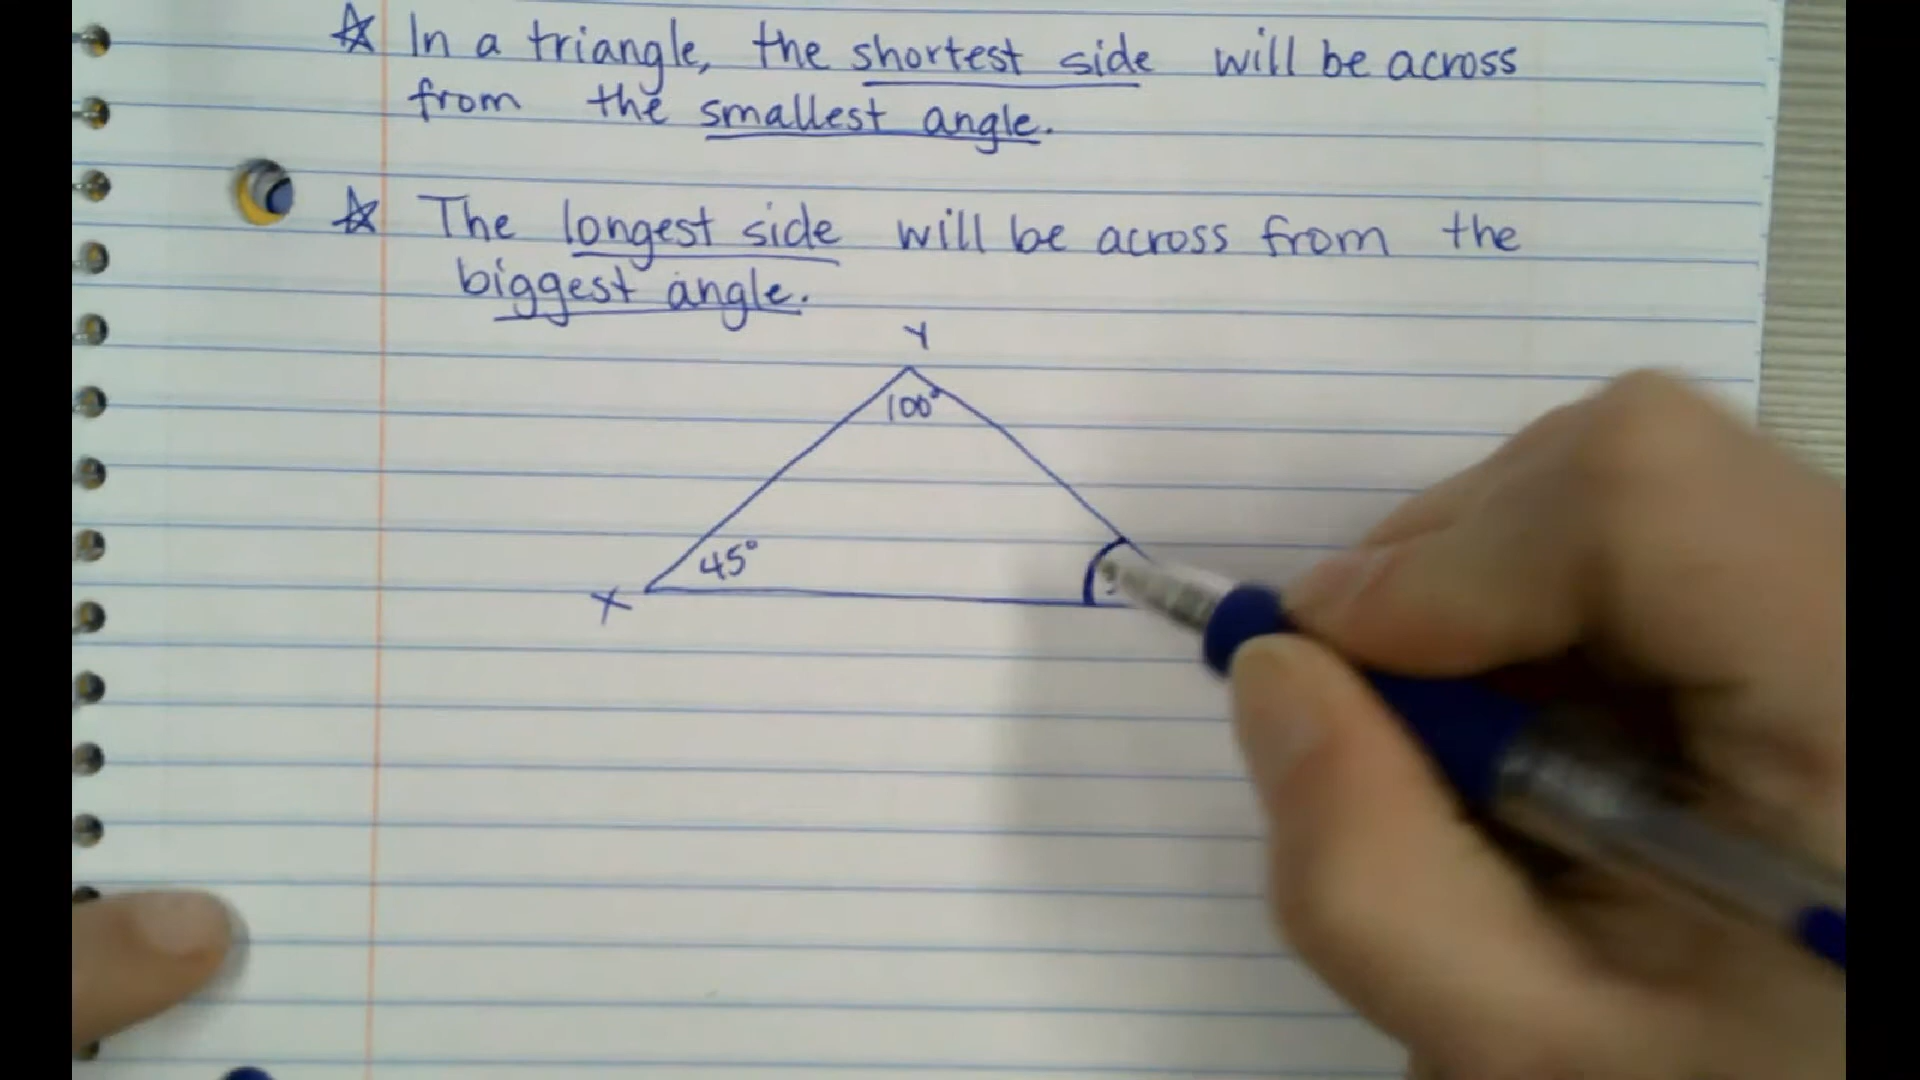 ☆ In a triangle, the shortest side will be across
from the smallest angle.
☆ The longest side will be across from the
biggest angle.
Y
100°
45°
X